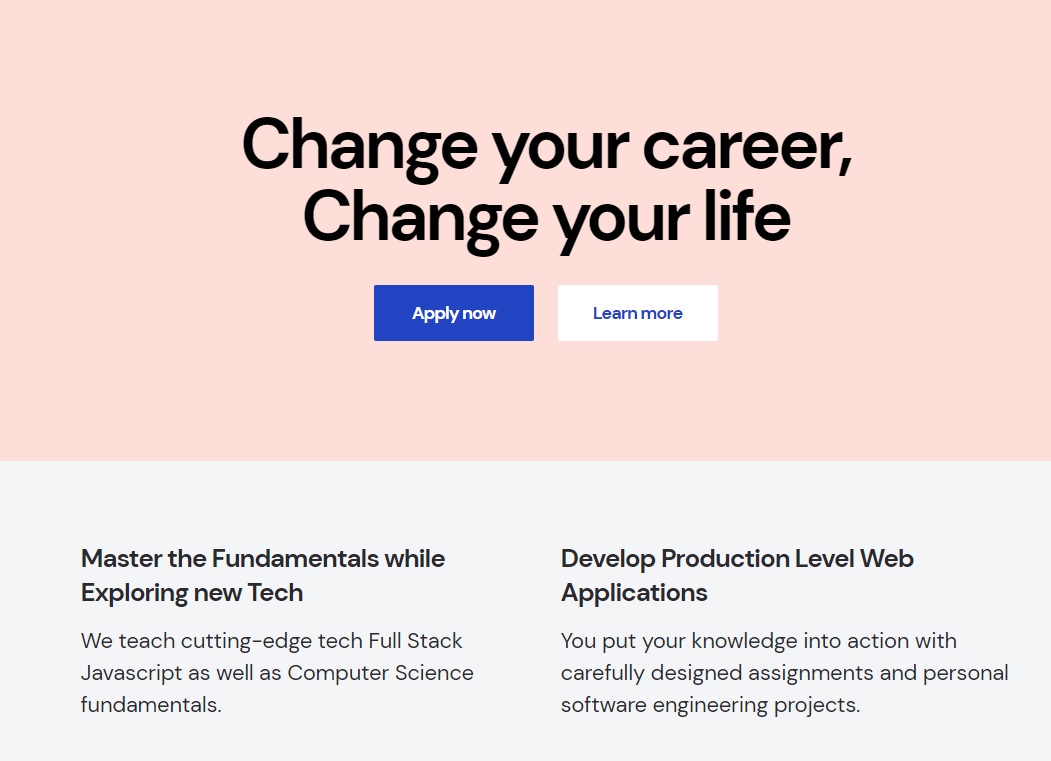 Change your career,
Change your life
Apply now
Learn more
Master the Fundamentals while
Exploring new Tech
We teach cutting-edge tech Full Stack
Javascript as well as Computer Science
fundamentals.
Develop Production Level Web
Applications
You put your knowledge into action with
carefully designed assignments and personal
software engineering projects.